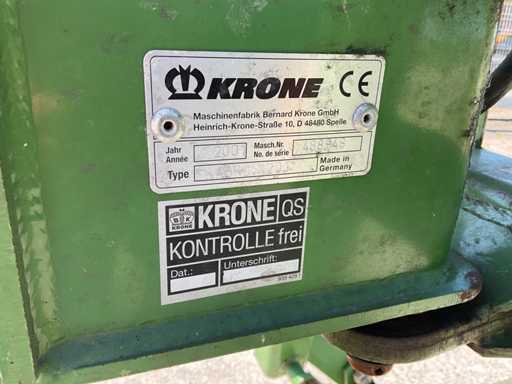 KRONE CE
Maschinenfabrik Bernard Krone GmbH
Heinrich-Krone-Straße 10, D 48480 Spelle
Jahr
Année
Masch.Nr.
No. de série
Type
Made in
Germany
KRONE
KRONE QS
KONTROLLE frei
Dat.: Unterschrift: